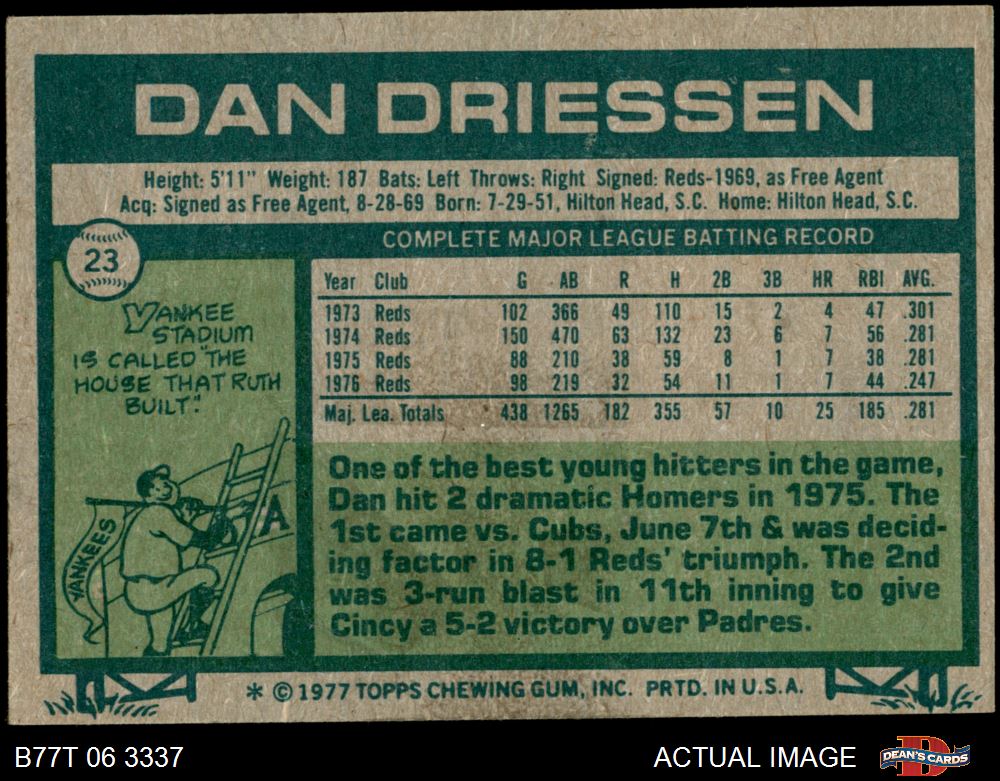 DAN DRIESSEN
Height: 5'11" Weight: 187 Bats: Left Throws: Right Signed: Reds-1969, as Free Agent
Acq: Signed as Free Agent, 8-28-69 Born: 7-29-51, Hilton Head, S.C. Home: Hilton Head, S.C.
23
COMPLETE MAJOR LEAGUE BATTING RECORD
Year Club G AB R H 2B 3B HR RBI AVG.
1973 Reds 102 366 49 110 15 2 4 47 .301
1974 Reds 150 470 63 132 23 6 7 56 .281
1975 Reds 88 210 38 59 8 1 7 38 .281
1976 Reds 98 219 32 54 11 1 7 44 .247
Maj. Lea. Totals 438 1265 182 355 57 10 25 185 .281
YANKEE
STADIUM
IS CALLED "THE
HOUSE THAT RUTH
BUILT."
YANKEES
A
One of the best young hitters in the game,
Dan hit 2 dramatic Homers in 1975. The
1st came vs. Cubs, June 7th & was decid-
ing factor in 8-1 Reds' triumph. The 2nd
was 3-run blast in 11th inning to give
Cincy a 5-2 victory over Padres.
* © 1977 TOPPS CHEWING GUM, INC. PRTD. IN U.S.A.
B77T 06 3337
ACTUAL IMAGE
DEAN'S CARDS